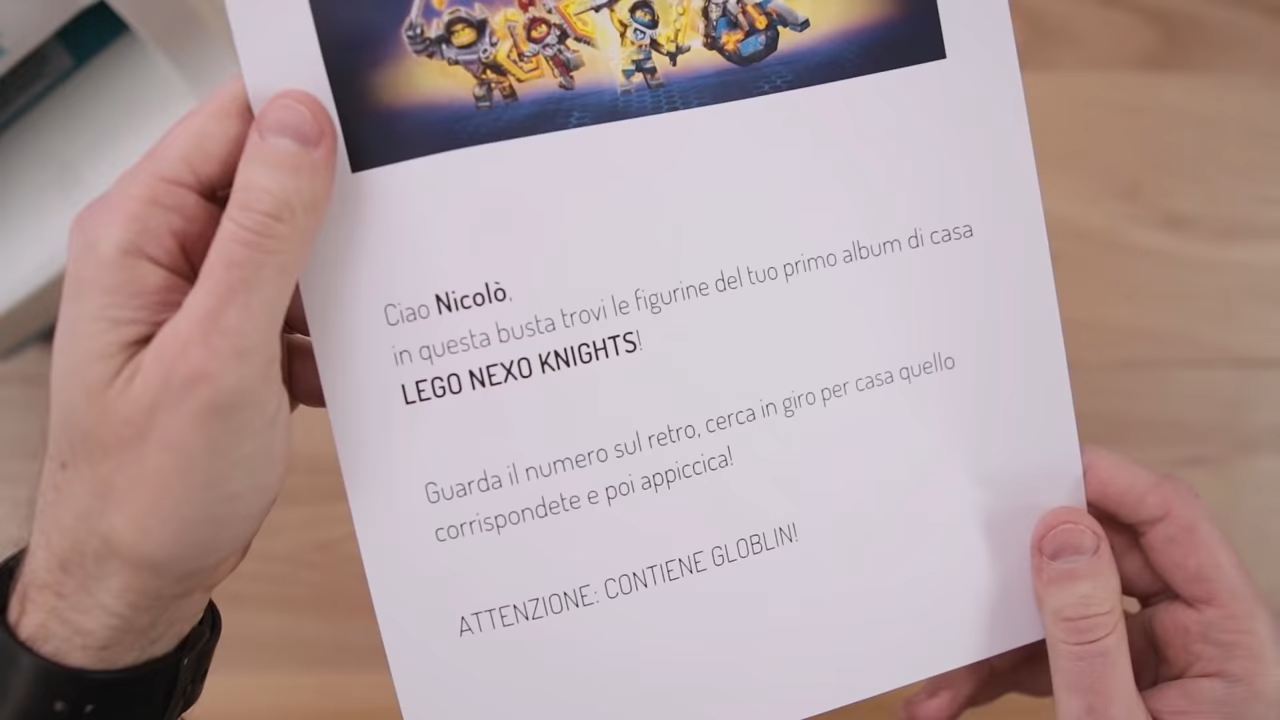 Ciao Nicolò,
in questa busta trovi le figurine del tuo primo album di casa
LEGO NEXO KNIGHTS!
Guarda il numero sul retro, cerca in giro per casa quello
corrispondete e poi appiccica!
ATTENZIONE: CONTIENE GLOBLIN!